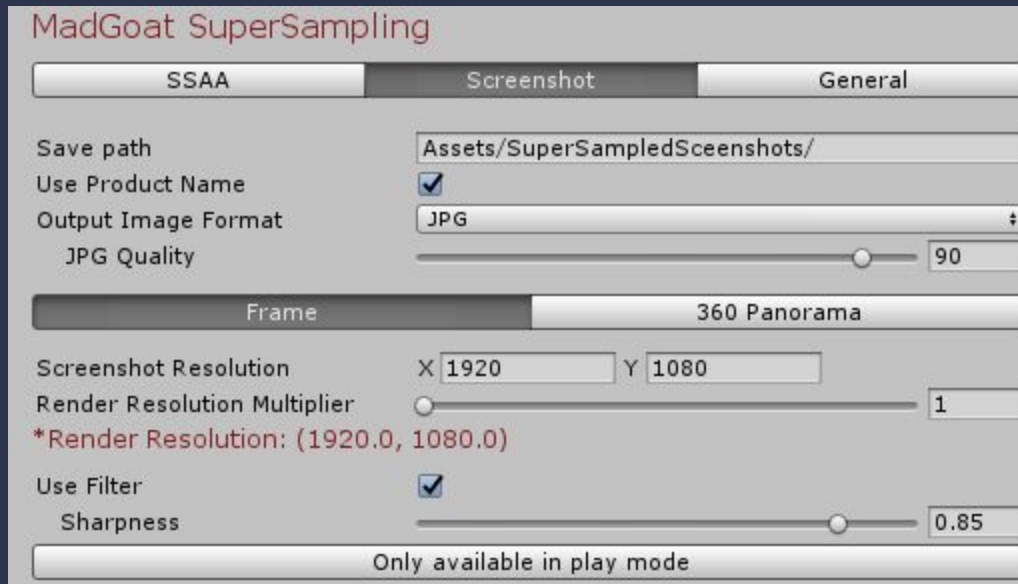 MadGoat SuperSampling
SSAA Screenshot General
Save path Assets/SuperSampledSceenshots/
Use Product Name
Output Image Format JPG
JPG Quality 90
Frame 360 Panorama
Screenshot Resolution X 1920 Y 1080
Render Resolution Multiplier 1
*Render Resolution: (1920.0, 1080.0)
Use Filter
Sharpness 0.85
Only available in play mode